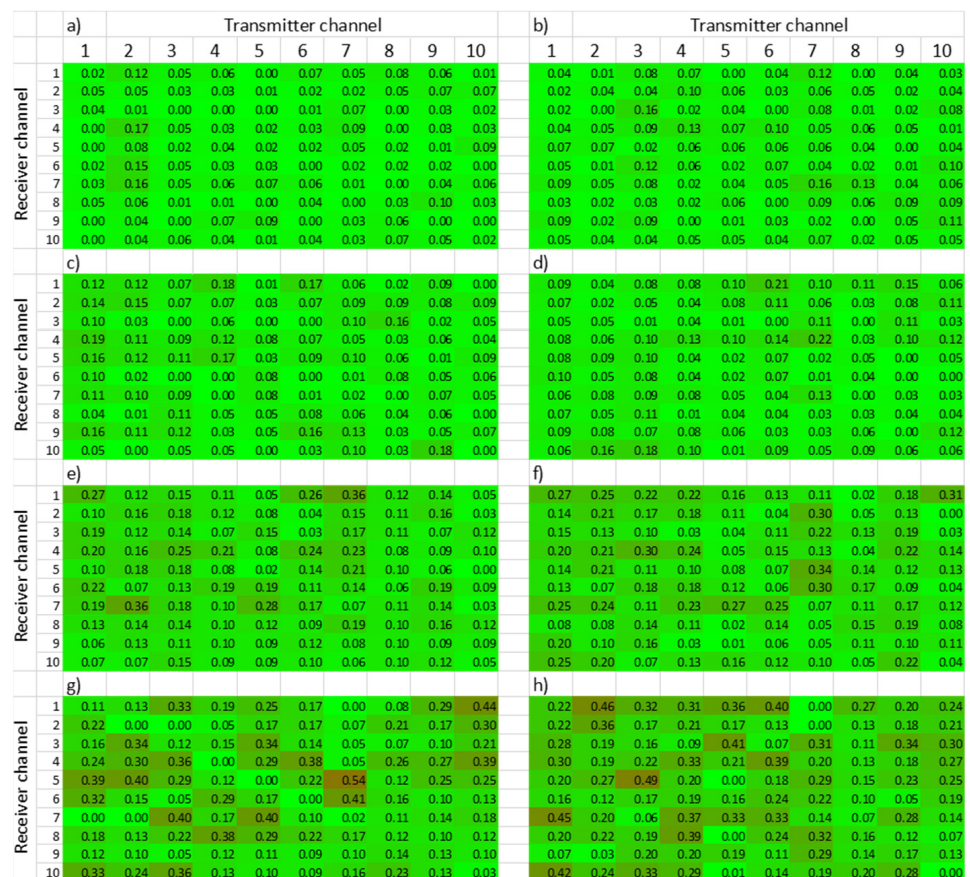 a) Transmitter channel b) Transmitter channel
1 2 3 4 5 6 7 8 9 10 1 2 3 4 5 6 7 8 9 10
Receiver channel
1 0.02 0.12 0.05 0.06 0.00 0.07 0.05 0.08 0.06 0.01 0.04 0.01 0.08 0.07 0.00 0.04 0.12 0.00 0.04 0.03
2 0.05 0.05 0.03 0.03 0.01 0.02 0.02 0.05 0.07 0.07 0.02 0.04 0.04 0.10 0.06 0.03 0.06 0.05 0.02 0.04
3 0.04 0.01 0.00 0.00 0.00 0.01 0.07 0.00 0.03 0.02 0.02 0.00 0.16 0.02 0.04 0.00 0.08 0.01 0.02 0.08
4 0.00 0.17 0.05 0.03 0.02 0.03 0.09 0.00 0.03 0.03 0.04 0.05 0.09 0.13 0.07 0.10 0.05 0.06 0.05 0.01
5 0.00 0.08 0.02 0.04 0.02 0.02 0.05 0.02 0.01 0.09 0.07 0.07 0.02 0.06 0.06 0.06 0.06 0.04 0.00 0.04
6 0.02 0.15 0.05 0.03 0.03 0.00 0.02 0.02 0.02 0.00 0.05 0.01 0.12 0.06 0.02 0.07 0.04 0.02 0.01 0.10
7 0.03 0.16 0.05 0.06 0.07 0.06 0.01 0.00 0.04 0.06 0.09 0.05 0.08 0.02 0.04 0.05 0.16 0.13 0.04 0.06
8 0.05 0.06 0.01 0.01 0.00 0.04 0.00 0.03 0.10 0.03 0.03 0.02 0.03 0.02 0.06 0.00 0.09 0.06 0.09 0.09
9 0.00 0.04 0.00 0.07 0.09 0.00 0.03 0.06 0.00 0.00 0.09 0.02 0.09 0.00 0.01 0.03 0.02 0.00 0.05 0.11
10 0.00 0.04 0.06 0.04 0.01 0.04 0.03 0.07 0.05 0.02 0.05 0.04 0.04 0.05 0.05 0.04 0.07 0.02 0.05 0.05
c) d)
Receiver channel
1 0.12 0.12 0.07 0.18 0.01 0.17 0.06 0.02 0.09 0.00 0.09 0.04 0.08 0.08 0.10 0.21 0.10 0.11 0.15 0.06
2 0.14 0.15 0.07 0.07 0.03 0.07 0.09 0.09 0.08 0.09 0.07 0.02 0.05 0.04 0.08 0.11 0.06 0.03 0.08 0.11
3 0.10 0.03 0.00 0.06 0.00 0.00 0.10 0.16 0.02 0.05 0.05 0.05 0.01 0.04 0.01 0.00 0.11 0.00 0.11 0.03
4 0.19 0.11 0.09 0.12 0.08 0.07 0.05 0.03 0.06 0.04 0.08 0.06 0.10 0.13 0.10 0.14 0.22 0.03 0.10 0.12
5 0.16 0.12 0.11 0.17 0.03 0.09 0.10 0.06 0.01 0.09 0.08 0.09 0.10 0.04 0.02 0.07 0.02 0.05 0.00 0.05
6 0.10 0.02 0.00 0.00 0.08 0.00 0.01 0.08 0.05 0.06 0.10 0.05 0.08 0.04 0.02 0.07 0.01 0.04 0.00 0.00
7 0.11 0.10 0.09 0.00 0.08 0.01 0.02 0.00 0.07 0.05 0.06 0.08 0.09 0.08 0.05 0.04 0.13 0.00 0.03 0.03
8 0.04 0.01 0.11 0.05 0.05 0.08 0.06 0.04 0.06 0.00 0.07 0.05 0.11 0.01 0.04 0.04 0.03 0.03 0.04 0.04
9 0.16 0.11 0.12 0.03 0.05 0.16 0.13 0.03 0.05 0.07 0.09 0.08 0.07 0.08 0.06 0.03 0.03 0.06 0.00 0.12
10 0.05 0.00 0.05 0.05 0.00 0.03 0.10 0.03 0.18 0.00 0.06 0.16 0.18 0.10 0.01 0.09 0.05 0.09 0.06 0.06
e) f)
Receiver channel
1 0.27 0.12 0.15 0.11 0.05 0.26 0.36 0.12 0.14 0.05 0.27 0.25 0.22 0.22 0.16 0.13 0.11 0.02 0.18 0.31
2 0.10 0.16 0.18 0.12 0.08 0.04 0.15 0.11 0.16 0.03 0.14 0.21 0.17 0.18 0.11 0.04 0.30 0.05 0.13 0.00
3 0.19 0.12 0.14 0.07 0.15 0.03 0.17 0.11 0.07 0.12 0.15 0.13 0.10 0.03 0.04 0.11 0.22 0.13 0.19 0.03
4 0.20 0.16 0.25 0.21 0.08 0.24 0.23 0.08 0.09 0.10 0.20 0.21 0.30 0.24 0.05 0.15 0.13 0.04 0.22 0.14
5 0.10 0.18 0.18 0.08 0.02 0.14 0.21 0.10 0.06 0.00 0.14 0.21 0.11 0.10 0.08 0.07 0.34 0.14 0.12 0.13
6 0.22 0.07 0.13 0.19 0.19 0.11 0.14 0.06 0.19 0.09 0.13 0.07 0.18 0.18 0.12 0.06 0.30 0.17 0.09 0.04
7 0.19 0.36 0.18 0.10 0.28 0.17 0.07 0.11 0.14 0.03 0.25 0.24 0.11 0.23 0.27 0.25 0.07 0.11 0.17 0.12
8 0.13 0.14 0.14 0.10 0.12 0.09 0.19 0.10 0.16 0.12 0.08 0.08 0.14 0.11 0.02 0.14 0.05 0.15 0.19 0.08
9 0.06 0.13 0.11 0.10 0.09 0.12 0.08 0.10 0.09 0.09 0.20 0.10 0.16 0.03 0.01 0.06 0.05 0.11 0.10 0.11
10 0.07 0.07 0.15 0.09 0.09 0.10 0.06 0.10 0.12 0.05 0.25 0.20 0.07 0.13 0.16 0.12 0.10 0.05 0.22 0.04
g) h)
Receiver channel
1 0.11 0.13 0.33 0.19 0.25 0.17 0.00 0.08 0.29 0.44 0.22 0.46 0.32 0.31 0.36 0.40 0.00 0.27 0.20 0.24
2 0.22 0.00 0.00 0.05 0.17 0.17 0.07 0.21 0.17 0.30 0.22 0.36 0.17 0.21 0.17 0.13 0.00 0.13 0.18 0.21
3 0.16 0.34 0.12 0.15 0.34 0.14 0.05 0.07 0.10 0.21 0.28 0.19 0.16 0.09 0.41 0.07 0.31 0.11 0.34 0.30
4 0.24 0.30 0.36 0.00 0.29 0.38 0.05 0.26 0.27 0.39 0.30 0.19 0.22 0.33 0.21 0.39 0.20 0.13 0.18 0.27
5 0.39 0.40 0.29 0.12 0.00 0.22 0.54 0.12 0.25 0.25 0.20 0.27 0.49 0.20 0.00 0.18 0.29 0.15 0.23 0.25
6 0.32 0.15 0.05 0.29 0.17 0.00 0.41 0.16 0.10 0.13 0.16 0.12 0.17 0.19 0.16 0.24 0.22 0.10 0.05 0.19
7 0.00 0.00 0.40 0.17 0.40 0.10 0.02 0.11 0.14 0.18 0.45 0.20 0.06 0.37 0.33 0.33 0.14 0.07 0.28 0.14
8 0.18 0.13 0.22 0.38 0.29 0.22 0.17 0.12 0.10 0.12 0.20 0.22 0.19 0.39 0.00 0.24 0.32 0.16 0.12 0.07
9 0.12 0.10 0.05 0.12 0.11 0.09 0.10 0.14 0.13 0.10 0.07 0.03 0.20 0.20 0.19 0.11 0.29 0.14 0.17 0.13
10 0.33 0.24 0.36 0.13 0.10 0.09 0.16 0.23 0.13 0.03 0.42 0.24 0.33 0.29 0.01 0.14 0.19 0.20 0.28 0.00